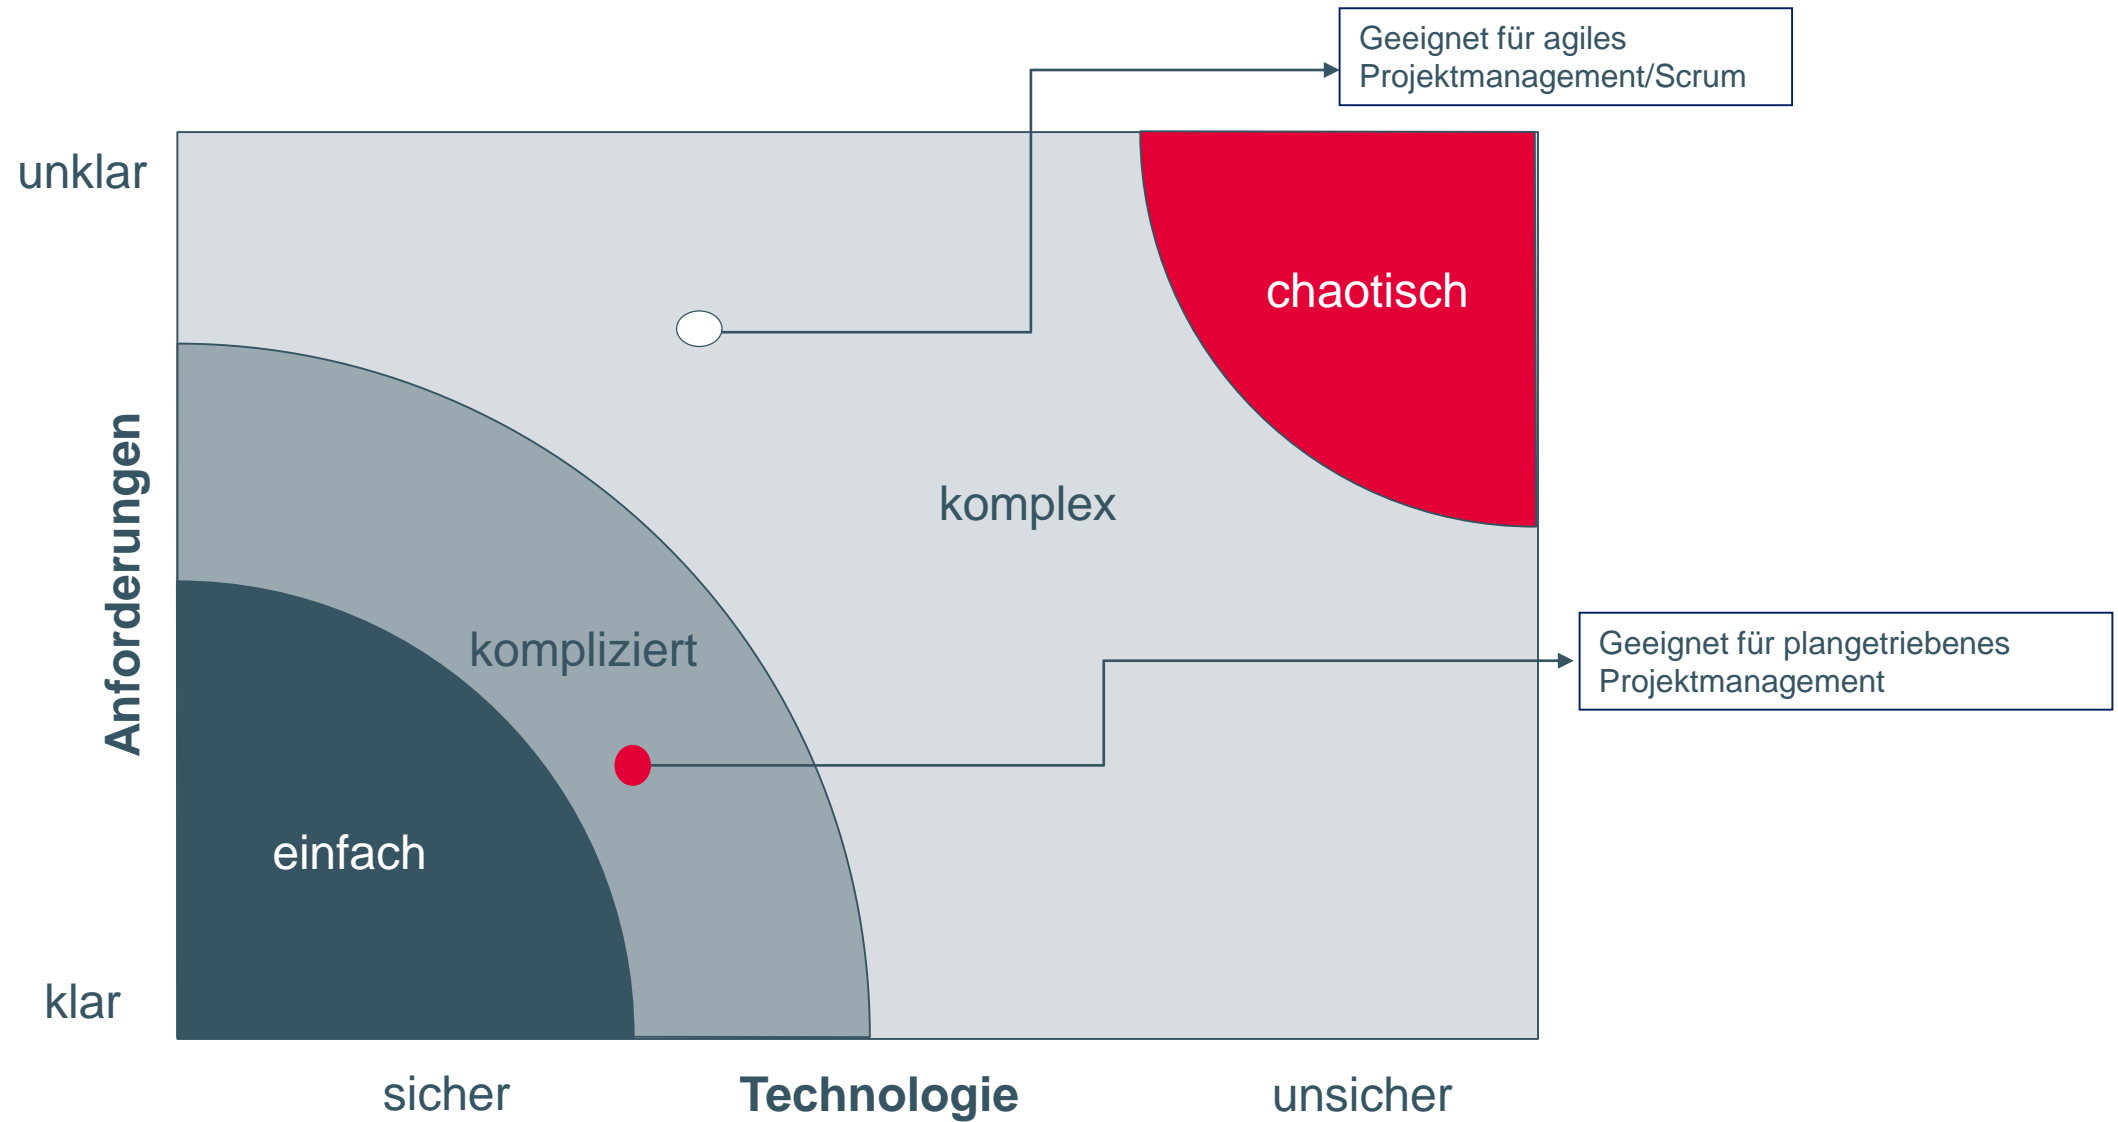 Geeignet für agiles
Projektmanagement/Scrum
unklar
chaotisch
Anforderungen
komplex
kompliziert
Geeignet für plangetriebenes
Projektmanagement
einfach
klar
sicher
Technologie
unsicher